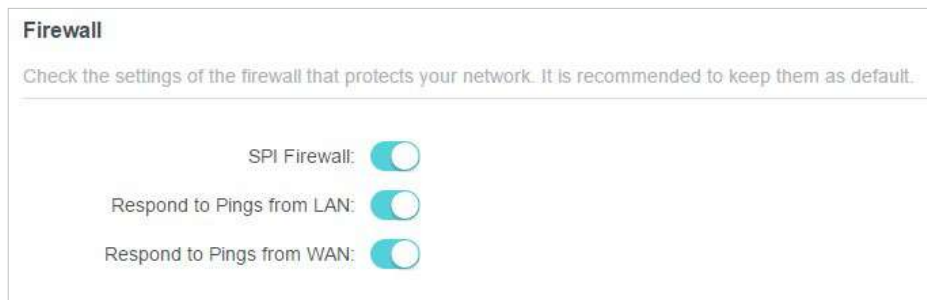 Firewall
Check the settings of the firewall that protects your network. It is recommended to keep them as default.
SPI Firewall:
Respond to Pings from LAN:
Respond to Pings from WAN: